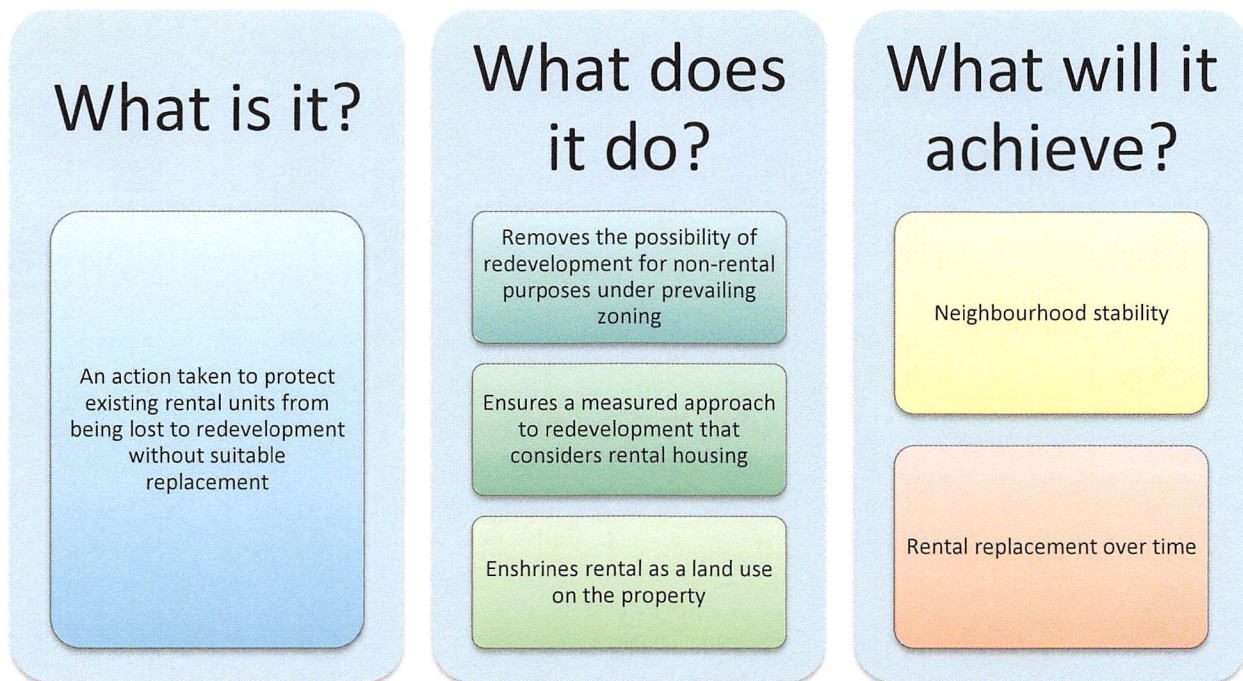 What is it?
An action taken to protect
existing rental units from
being lost to redevelopment
without suitable
replacement
What does
it do?
Removes the possibility of
redevelopment for non-rental
purposes under prevailing
zoning
Ensures a measured approach
to redevelopment that
considers rental housing
Enshrines rental as a land use
on the property
What will it
achieve?
Neighbourhood stability
Rental replacement over time